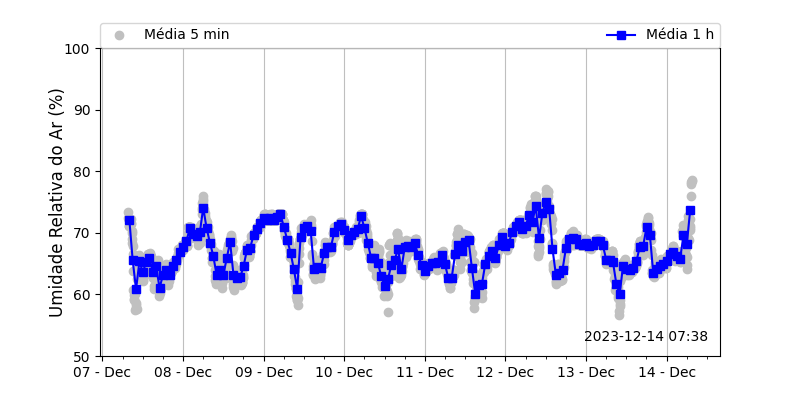 Média 5 min Média 1 h
Umidade Relativa do Ar (%)
100
90
80
70
60
50
2023-12-14 07:38
07 - Dec 08 - Dec 09 - Dec 10 - Dec 11 - Dec 12 - Dec 13 - Dec 14 - Dec